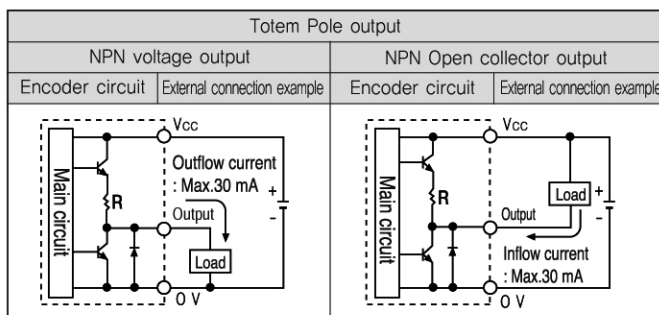 Totem Pole output
NPN voltage output
NPN Open collector output
Encoder circuit
External connection example
Encoder circuit
External connection example
Main circuit
Vcc
Outflow current
: Max.30 mA
R
Output
Load
+
−
O V
Main circuit
Vcc
R
Load
+
−
Output
Inflow current
: Max.30 mA
O V